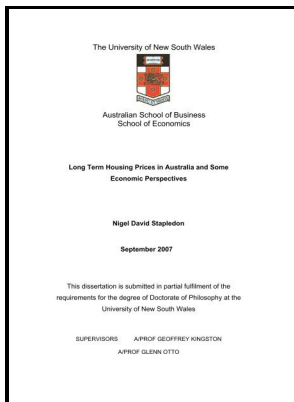 The University of New South Wales
Australian School of Business
School of Economics
Long Term Housing Prices in Australia and Some
Economic Perspectives
Nigel David Stapledon
September 2007
This dissertation is submitted in partial fulfilment of the
requirements for the degree of Doctorate of Philosophy at the
University of New South Wales
SUPERVISORS A/PROF GEOFFREY KINGSTON
A/PROF GLENN OTTO